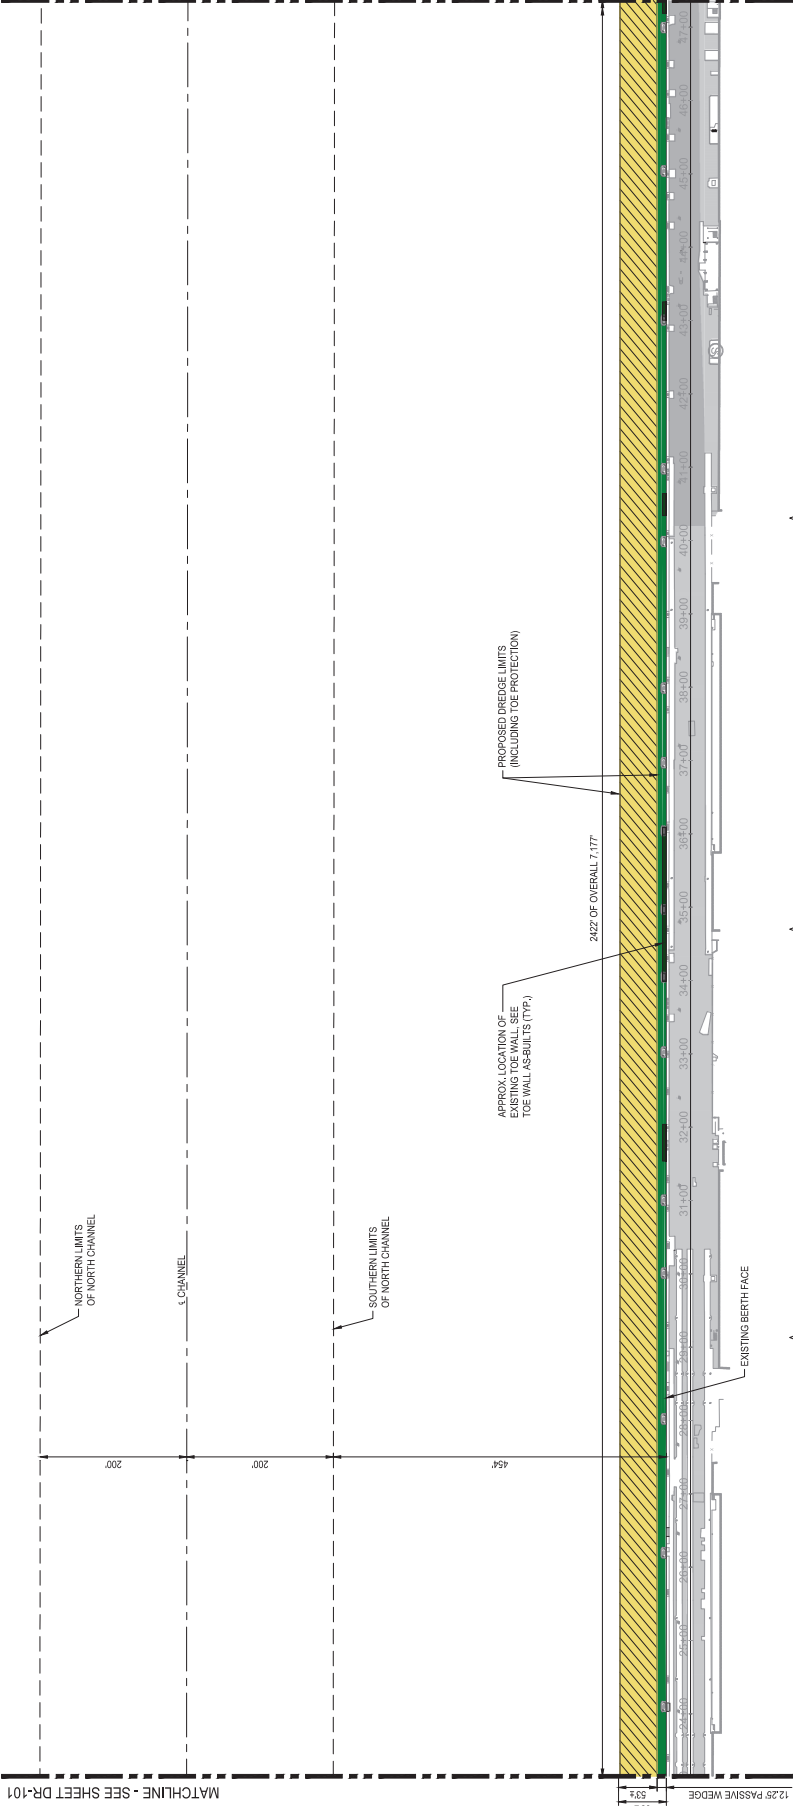 NORTHERN LIMITS
OF NORTH CHANNEL
℄ CHANNEL
SOUTHERN LIMITS
OF NORTH CHANNEL
200'
200'
454'
APPROX. LOCATION OF
EXISTING TOE WALL, SEE
TOE WALL AS-BUILTS (TYP.)
PROPOSED DREDGE LIMITS
(INCLUDING TOE PROTECTION)
2422' OF OVERALL 7,177'
EXISTING BERTH FACE
MATCHLINE - SEE SHEET DR-101
53'±
12.25' PASSIVE WEDGE
24+00
25+00
26+00
27+00
28+00
29+00
30+00
31+00
32+00
33+00
34+00
35+00
36+00
37+00
38+00
39+00
40+00
41+00
42+00
43+00
44+00
45+00
46+00
47+00